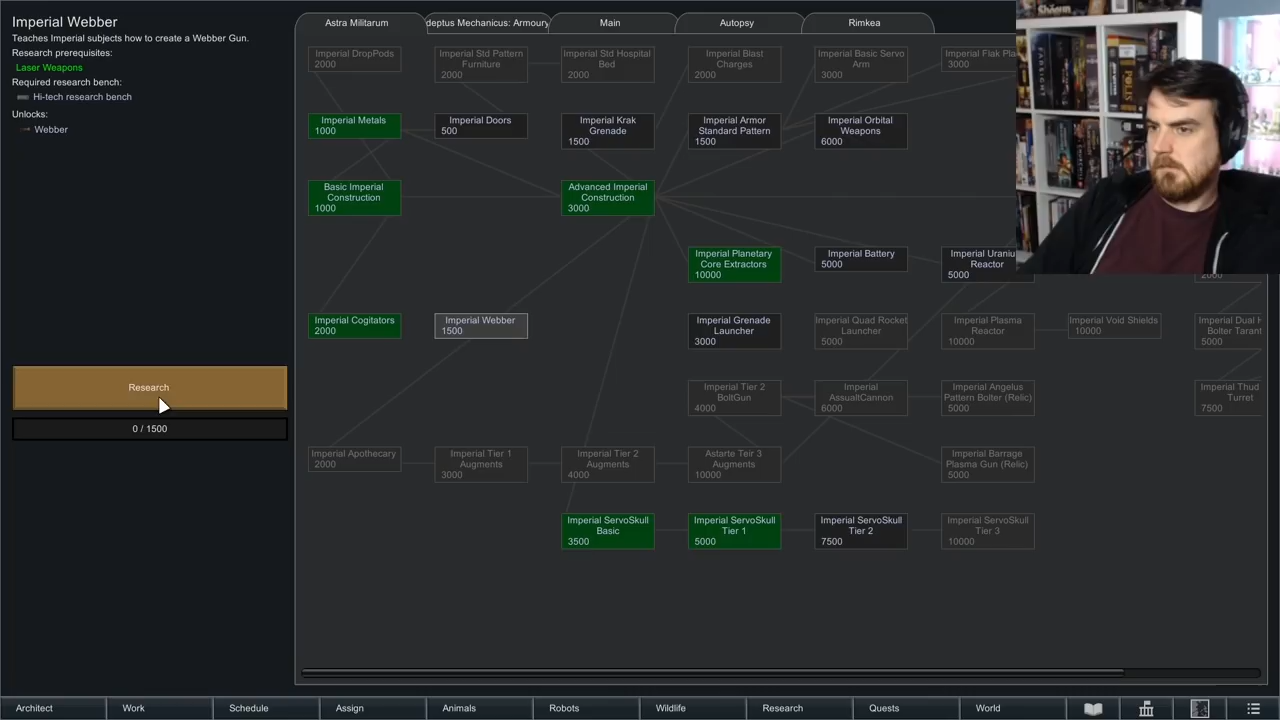 Imperial Webber
Teaches Imperial subjects how to create a Webber Gun.
Research prerequisites:
Laser Weapons
Required research bench:
Hi-tech research bench
Unlocks:
Webber
Research
0 / 1500
Astra Militarum
deptus Mechanicus: Armoury
Main
Autopsy
Rimkea
Imperial DropPods
2000
Imperial Std Pattern
Furniture
2000
Imperial Std Hospital
Bed
2000
Imperial Blast
Charges
2000
Imperial Basic Servo
Arm
3000
Imperial Flak Pla
3000
Imperial Metals
1000
Imperial Doors
500
Imperial Krak
Grenade
1500
Imperial Armor
Standard Pattern
1500
Imperial Orbital
Weapons
6000
Basic Imperial
Construction
1000
Advanced Imperial
Construction
3000
Imperial Planetary
Core Extractors
10000
Imperial Battery
5000
Imperial Uraniu
Reactor
5000
2000
Imperial Cogitators
2000
Imperial Webber
1500
Imperial Grenade
Launcher
3000
Imperial Quad Rocket
Launcher
5000
Imperial Plasma
Reactor
10000
Imperial Void Shields
10000
Imperial Dual H
Bolter Tarant
5000
Imperial Tier 2
BoltGun
4000
Imperial
AssualtCannon
6000
Imperial Angelus
Pattern Bolter (Relic)
5000
Imperial Thud
Turret
7500
Imperial Apothecary
2000
Imperial Tier 1
Augments
3000
Imperial Tier 2
Augments
4000
Astarte Teir 3
Augments
10000
Imperial Barrage
Plasma Gun (Relic)
5000
Imperial ServoSkull
Basic
3500
Imperial ServoSkull
Tier 1
5000
Imperial ServoSkull
Tier 2
7500
Imperial ServoSkull
Tier 3
10000
Architect
Work
Schedule
Assign
Animals
Robots
Wildlife
Research
Quests
World